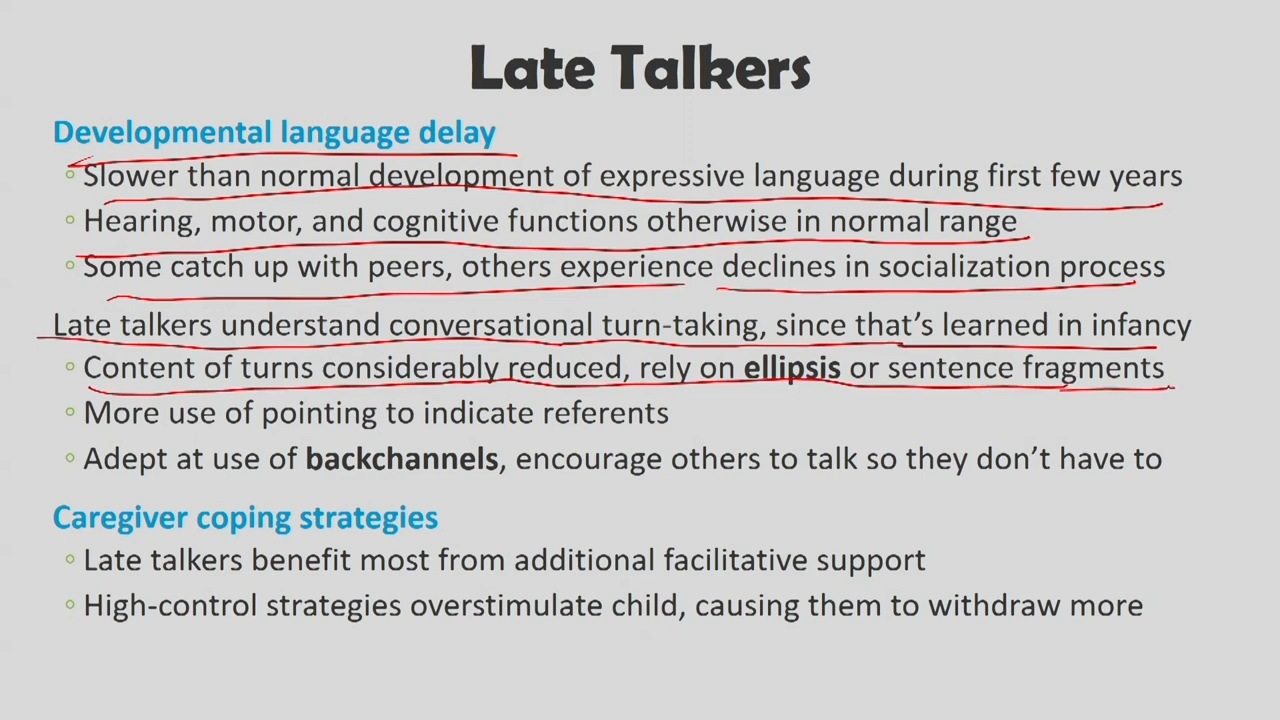 Late Talkers
Developmental language delay
◦ Slower than normal development of expressive language during first few years
◦ Hearing, motor, and cognitive functions otherwise in normal range
◦ Some catch up with peers, others experience declines in socialization process
Late talkers understand conversational turn-taking, since that's learned in infancy
◦ Content of turns considerably reduced, rely on ellipsis or sentence fragments
◦ More use of pointing to indicate referents
◦ Adept at use of backchannels, encourage others to talk so they don't have to
Caregiver coping strategies
◦ Late talkers benefit most from additional facilitative support
◦ High-control strategies overstimulate child, causing them to withdraw more